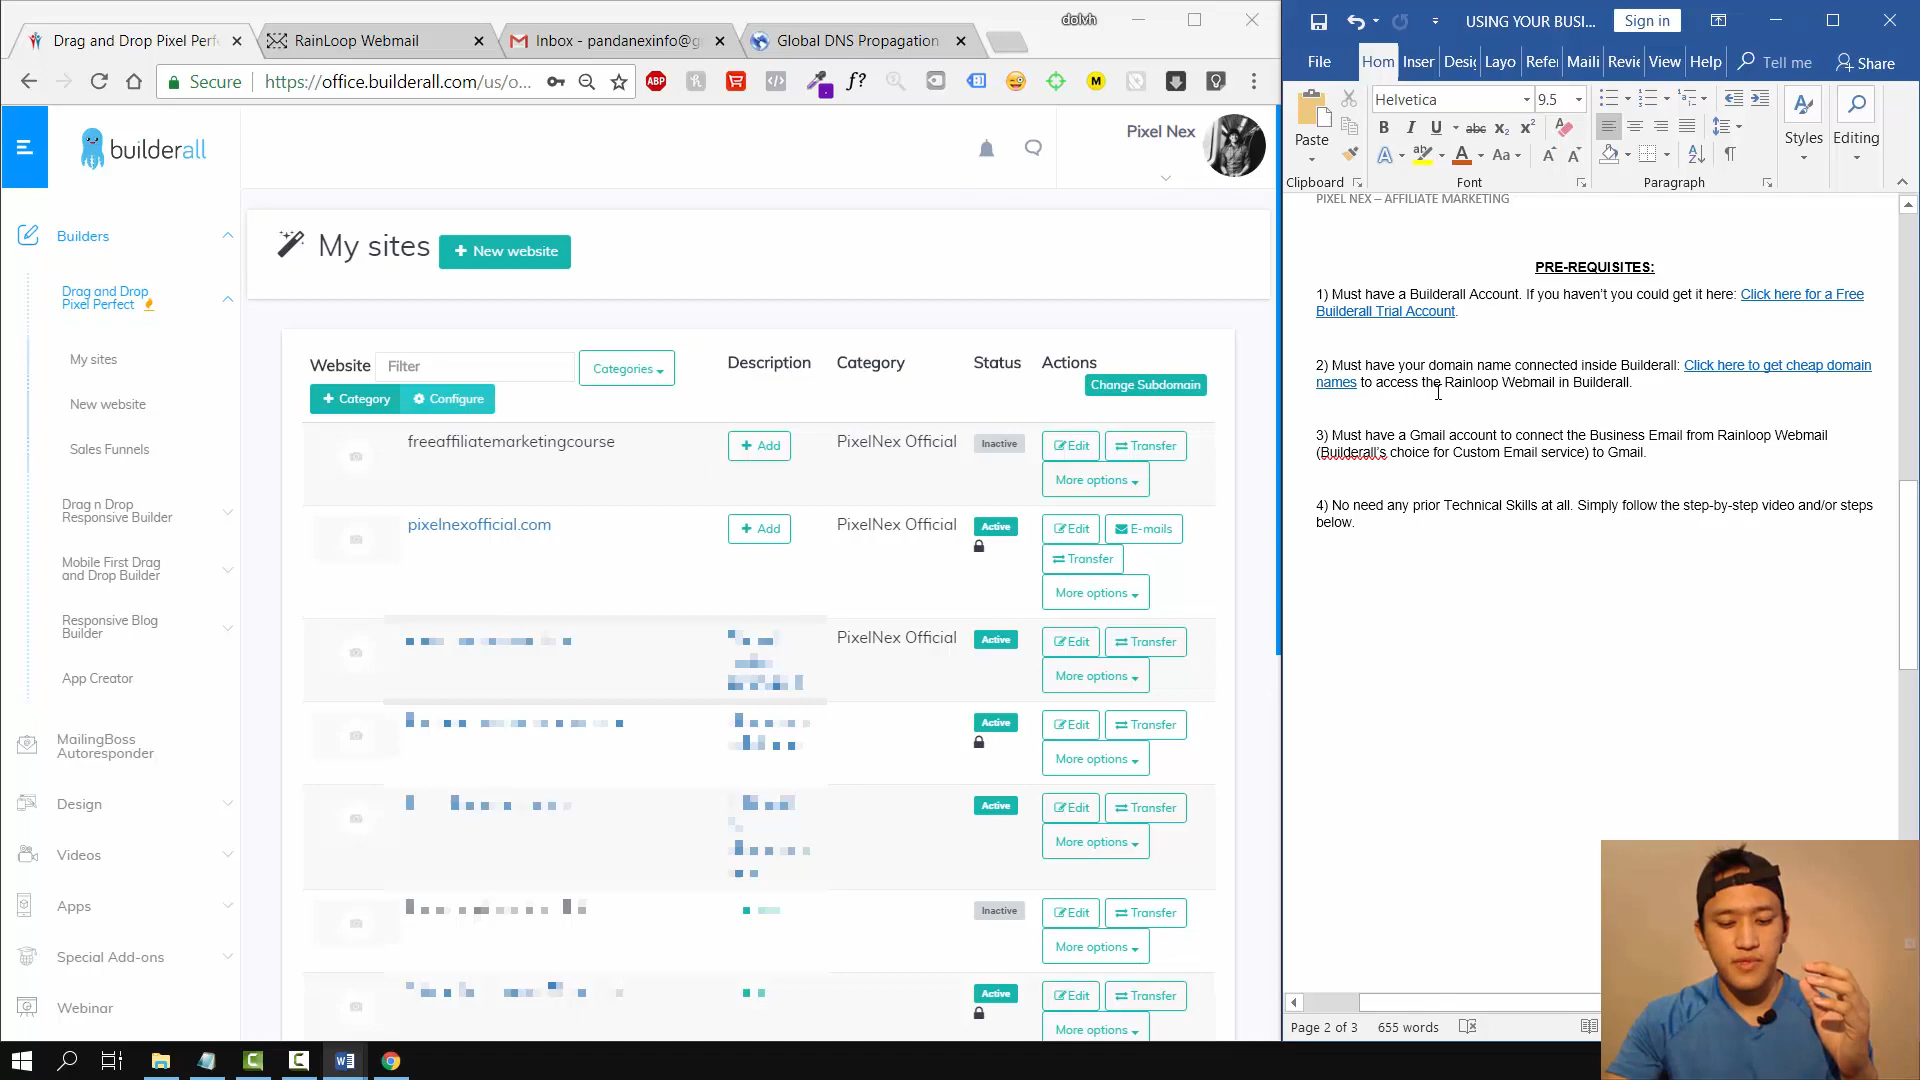 dolvh
Drag and Drop Pixel Perf
RainLoop Webmail
Inbox - pandanexinfo@g
Global DNS Propagation
Secure
https://office.builderall.com/us/o...
ABP
f?
M
builderall
Pixel Nex
Builders
Drag and Drop
Pixel Perfect
My sites
New website
Sales Funnels
Drag n Drop
Responsive Builder
Mobile First Drag
and Drop Builder
Responsive Blog
Builder
App Creator
MailingBoss
Autoresponder
Design
Videos
Apps
Special Add-ons
Webinar
My sites
+ New website
Website
Filter
Categories
Description
Category
Status
Actions
Change Subdomain
+ Category
Configure
freeaffiliatemarketingcourse
+ Add
PixelNex Official
Inactive
Edit
Transfer
More options
pixelnexofficial.com
+ Add
PixelNex Official
Active
Edit
E-mails
Transfer
More options
PixelNex Official
Active
Edit
Transfer
More options
Active
Edit
Transfer
More options
Active
Edit
Transfer
More options
Inactive
Edit
Transfer
More options
Active
Edit
Transfer
More options
USING YOUR BUSI...
Sign in
File
Hom
Inser
Desig
Layo
Refer
Maili
Revie
View
Help
Tell me
Share
Paste
Helvetica
9.5
B I U abc x₂ x²
A ab A Aa A A
Styles
Editing
Clipboard
Font
Paragraph
PIXEL NEX – AFFILIATE MARKETING
PRE-REQUISITES:
1) Must have a Builderall Account. If you haven't you could get it here: Click here for a Free
Builderall Trial Account.
2) Must have your domain name connected inside Builderall: Click here to get cheap domain
names to access the Rainloop Webmail in Builderall.
3) Must have a Gmail account to connect the Business Email from Rainloop Webmail
(Builderall's choice for Custom Email service) to Gmail.
4) No need any prior Technical Skills at all. Simply follow the step-by-step video and/or steps
below.
Page 2 of 3
655 words